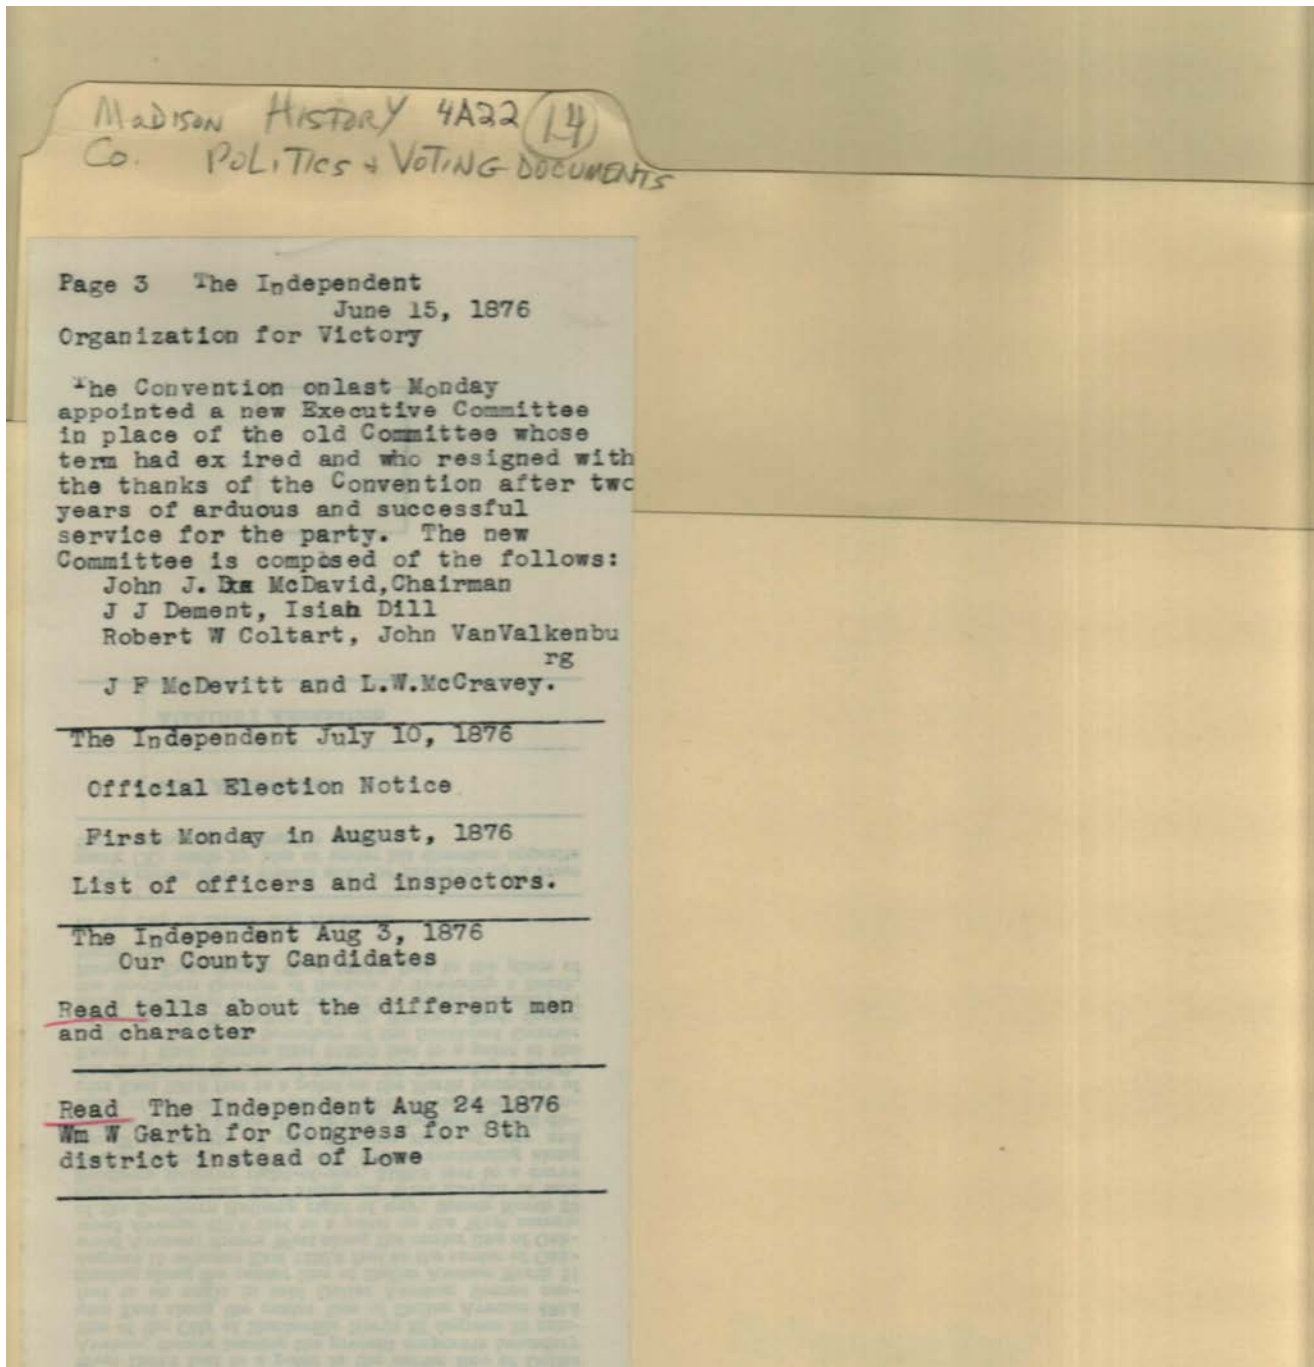 MaDISON HISTORY 4A22 14
Co. POLITICS + VOTING DOCUMENTS
Page 3 The Independent
June 15, 1876
Organization for Victory
The Convention onlast Monday
appointed a new Executive Committee
in place of the old Committee whose
term had ex ired and who resigned with
the thanks of the Convention after two
years of arduous and successful
service for the party. The new
Committee is composed of the follows:
John J. McDavid,Chairman
J J Dement, Isiah Dill
Robert W Coltart, John VanValkenbu
rg
J F McDevitt and L.W.McCravey.
The Independent July 10, 1876
Official Election Notice
First Monday in August, 1876
List of officers and inspectors.
The Independent Aug 3, 1876
Our County Candidates
Read tells about the different men
and character
Read The Independent Aug 24 1876
Wm W Garth for Congress for 8th
district instead of Lowe